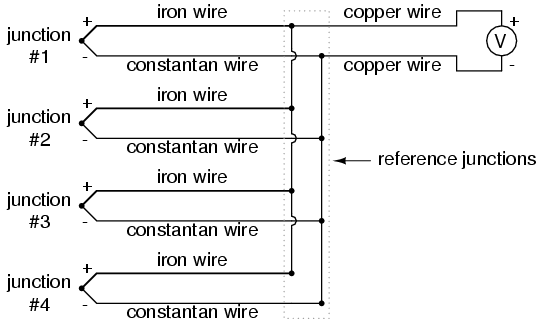 iron wire
copper wire
+
junction
#1
+
V
-
constantan wire
copper wire
-
iron wire
+
junction
#2
-
constantan wire
reference junctions
iron wire
+
junction
#3
-
constantan wire
iron wire
+
junction
#4
-
constantan wire